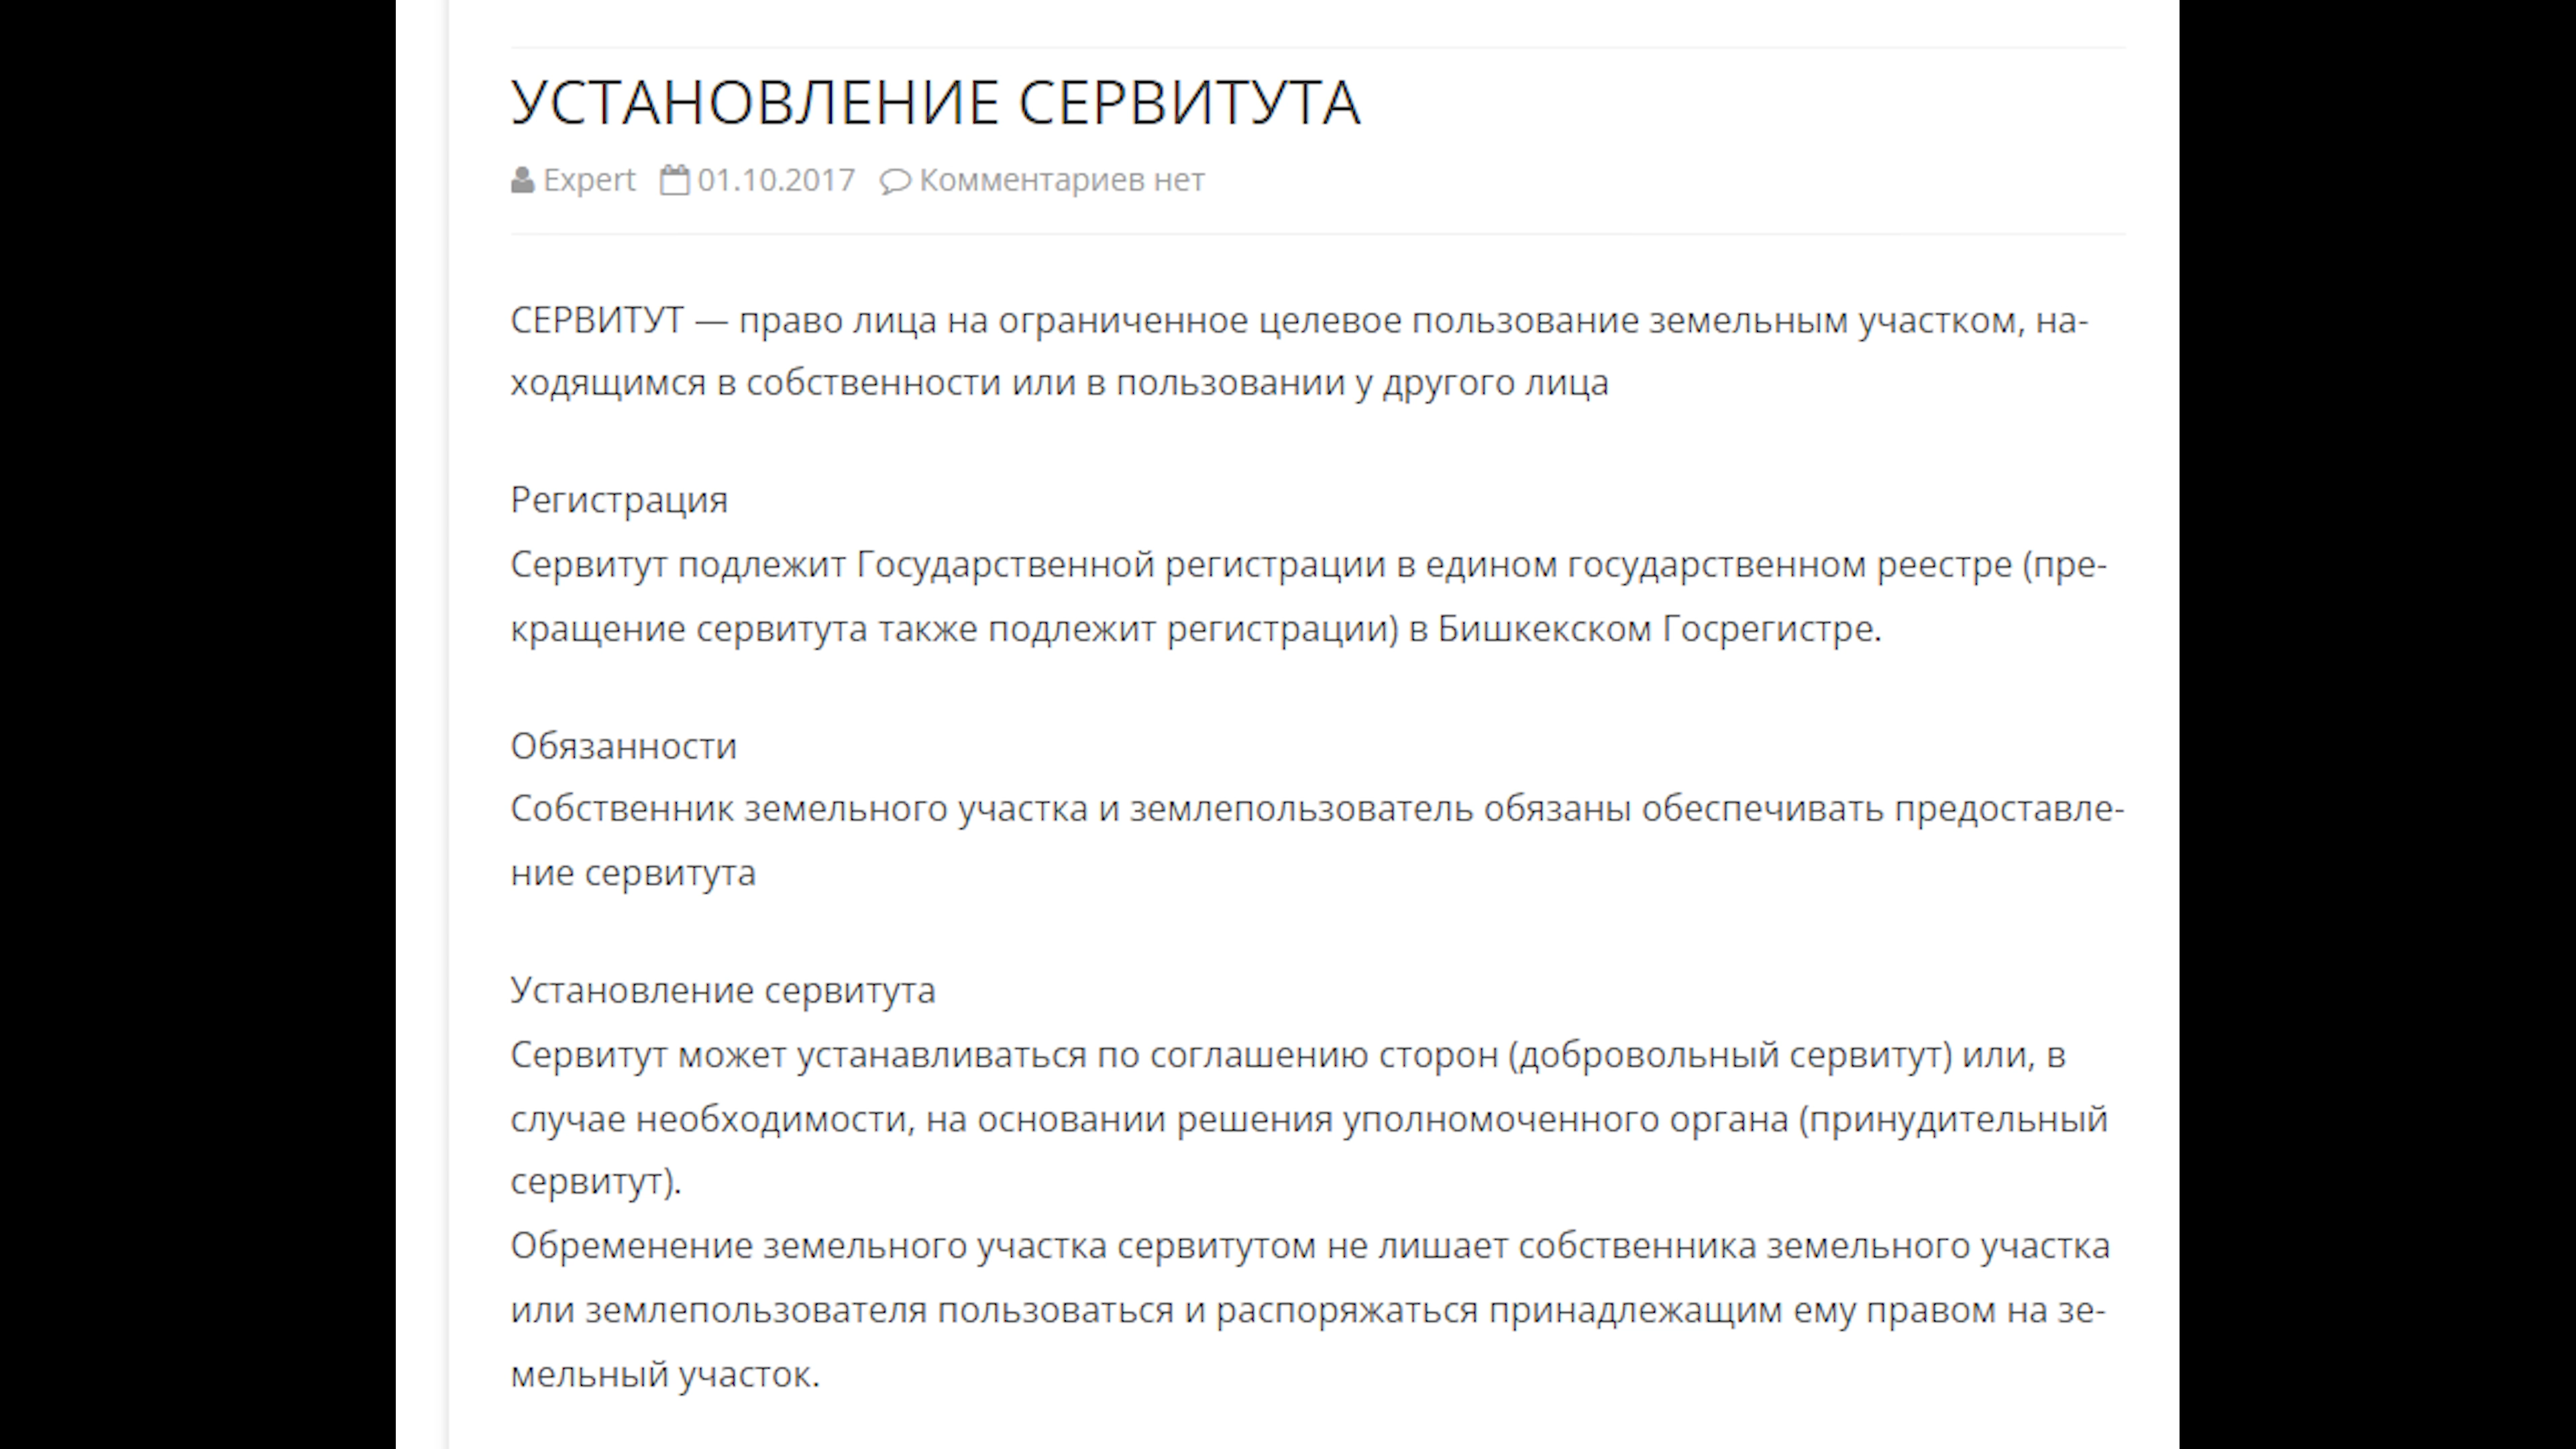 УСТАНОВЛЕНИЕ СЕРВИТУТА
Expert 01.10.2017 Комментариев нет
СЕРВИТУТ — право лица на ограниченное целевое пользование земельным участком, на-
ходящимся в собственности или в пользовании у другого лица
Регистрация
Сервитут подлежит Государственной регистрации в едином государственном реестре (пре-
кращение сервитута также подлежит регистрации) в Бишкекском Госрегистре.
Обязанности
Собственник земельного участка и землепользователь обязаны обеспечивать предоставле-
ние сервитута
Установление сервитута
Сервитут может устанавливаться по соглашению сторон (добровольный сервитут) или, в
случае необходимости, на основании решения уполномоченного органа (принудительный
сервитут).
Обременение земельного участка сервитутом не лишает собственника земельного участка
или землепользователя пользоваться и распоряжаться принадлежащим ему правом на зе-
мельный участок.